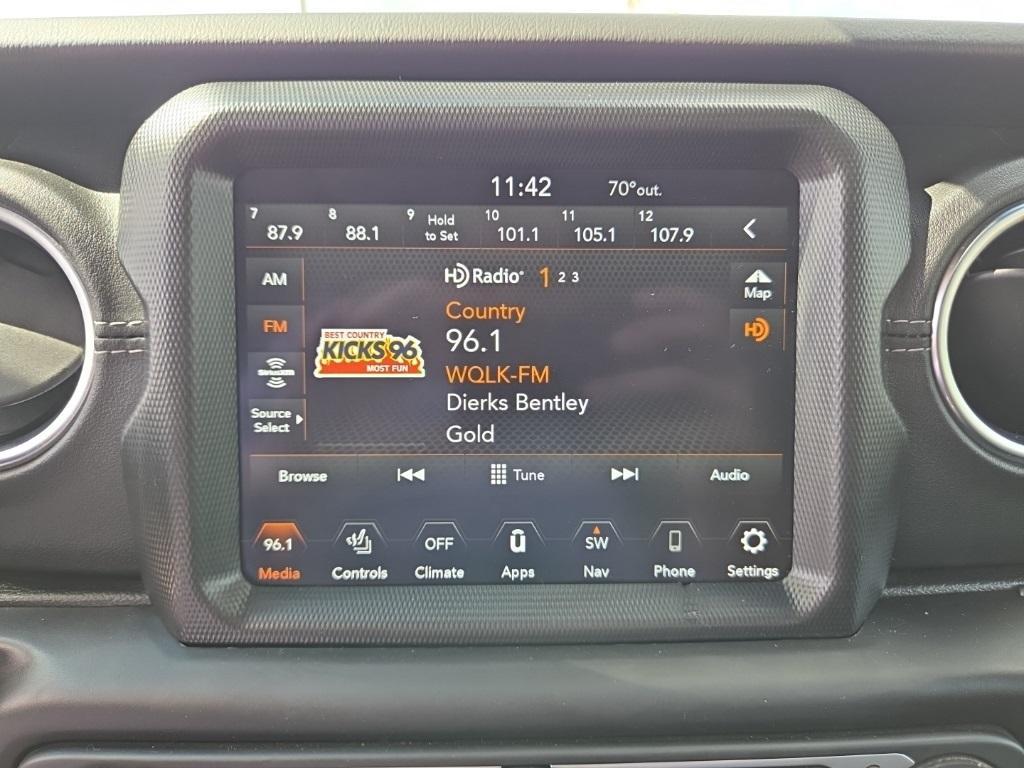 11:42 70°out.
7 87.9 8 88.1 9 Hold to Set 10 101.1 11 105.1 12 107.9
AM
HD Radio 1 2 3
Map
Country
FM
HD
96.1
BEST COUNTRY
KICKS 96
MOST FUN
WQLK-FM
SiriusXM
Dierks Bentley
Source
Select
Gold
Browse Tune Audio
96.1 OFF SW
Media Controls Climate Apps Nav Phone Settings